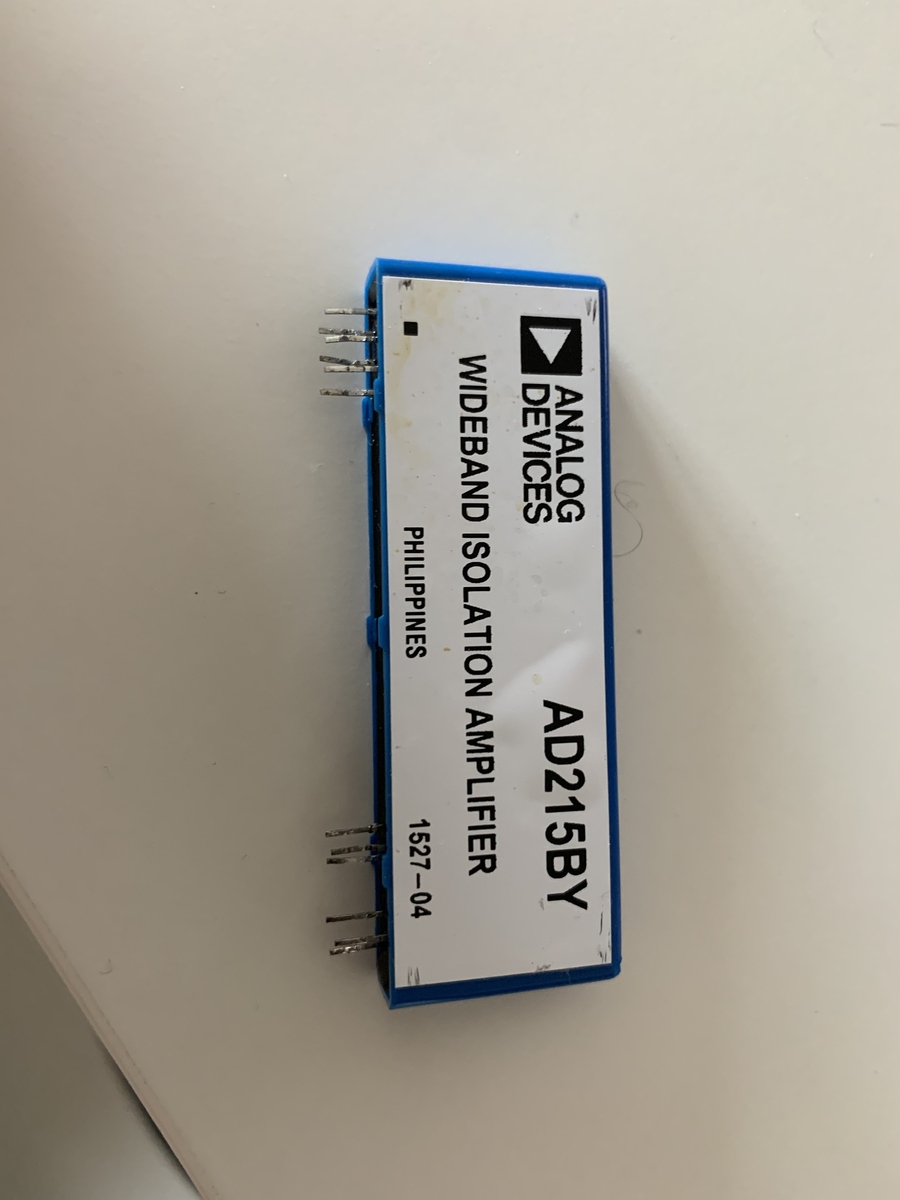 ANALOG
DEVICES
AD215BY
WIDEBAND ISOLATION AMPLIFIER
PHILIPPINES
1527-04